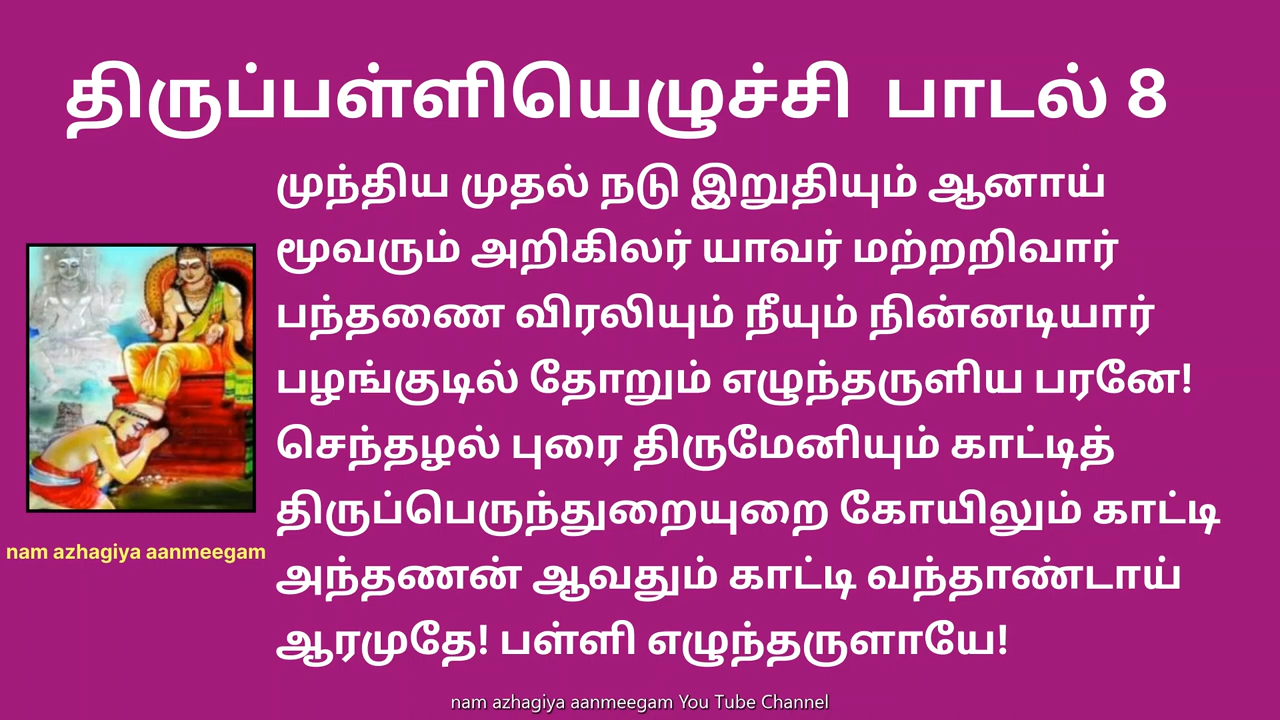 திருப்பள்ளியெழுச்சி பாடல் 8
முந்திய முதல் நடு இறுதியும் ஆனாய்
மூவரும் அறிகிலர் யாவர் மற்றறிவார்
பந்தணை விரலியும் நீயும் நின்னடியார்
பழங்குடில் தோறும் எழுந்தருளிய பரனே!
செந்தழல் புரை திருமேனியும் காட்டித்
திருப்பெருந்துறையுறை கோயிலும் காட்டி
அந்தணன் ஆவதும் காட்டி வந்தாண்டாய்
ஆரமுதே! பள்ளி எழுந்தருளாயே!
nam azhagiya aanmeegam
nam azhagiya aanmeegam You Tube Channel